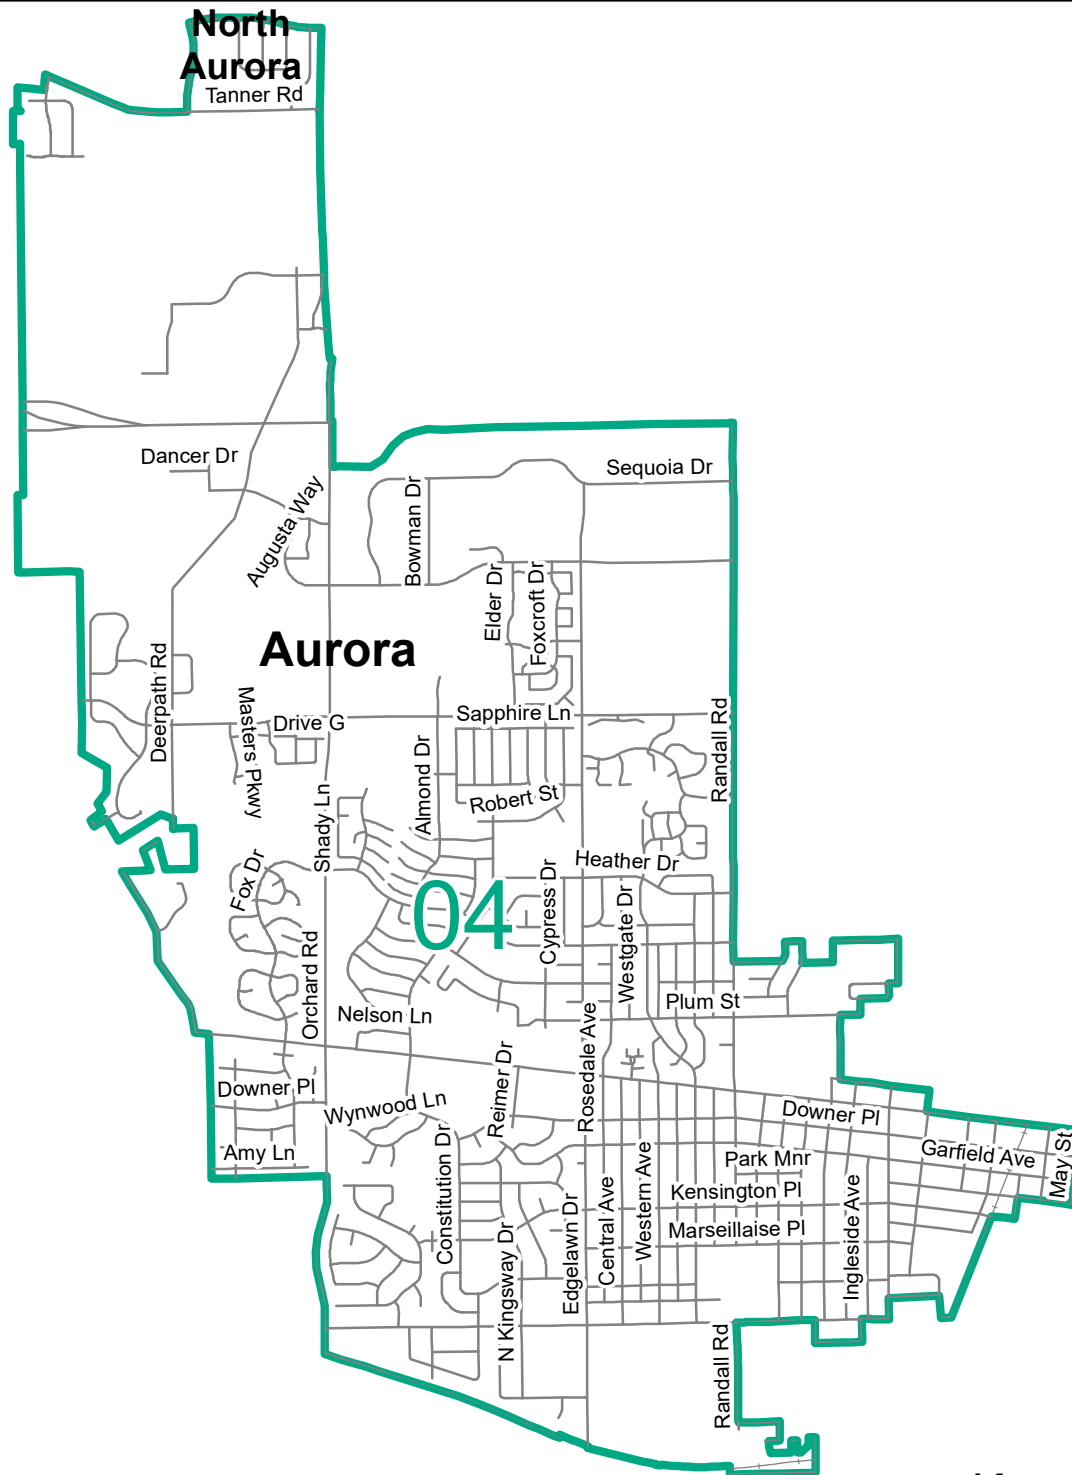 North
Aurora
Tanner Rd
Dancer Dr
Sequoia Dr
Augusta Way
Bowman Dr
Elder Dr
Foxcroft Dr
Aurora
Deerpath Rd
Masters Pkwy
Drive G
Sapphire Ln
Randall Rd
Almond Dr
Robert St
Shady Ln
Fox Dr
Heather Dr
04
Cypress Dr
Westgate Dr
Orchard Rd
Nelson Ln
Plum St
Rosedale Ave
Reimer Dr
Downer Pl
Wynwood Ln
Downer Pl
Amy Ln
Constitution Dr
Western Ave
Park Mnr
Garfield Ave
May St
Kensington Pl
Central Ave
Edgelawn Dr
Marseillaise Pl
Ingleside Ave
N Kingsway Dr
Randall Rd